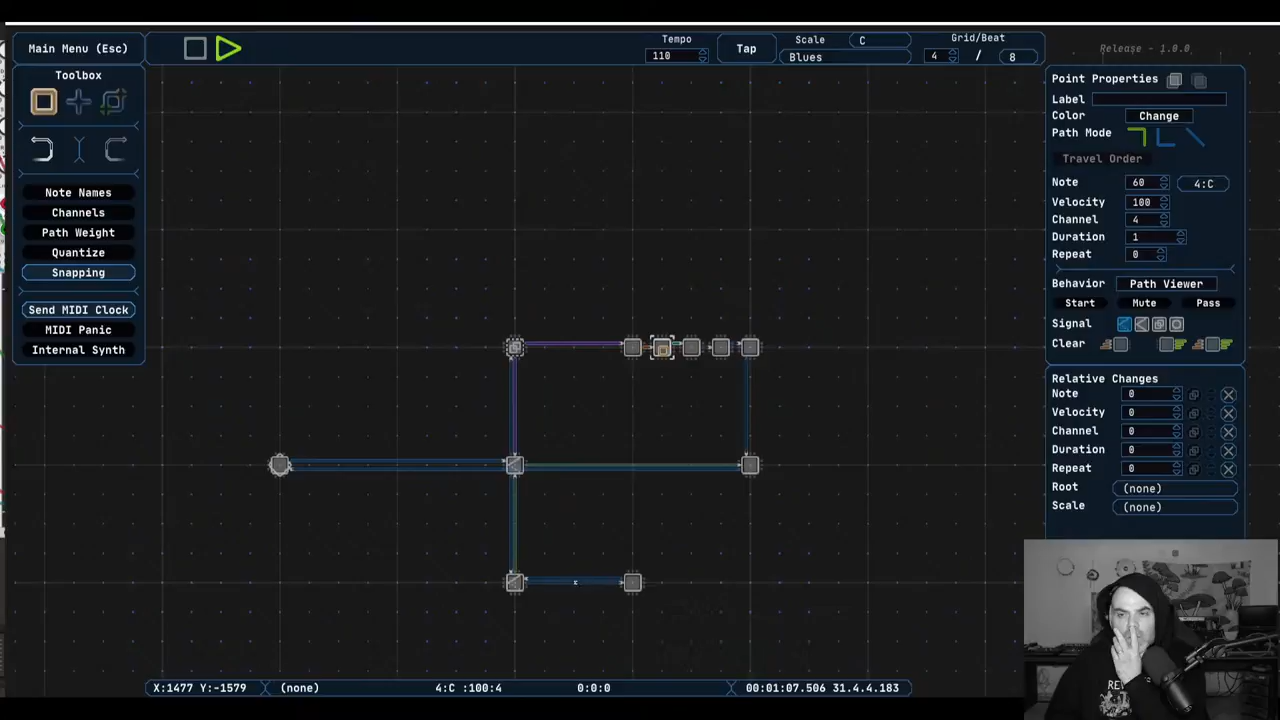 Main Menu (Esc)
Tempo
110
Tap
Scale
C
Blues
Grid/Beat
4 / 8
Release - 1.0.0
Toolbox
Note Names
Channels
Path Weight
Quantize
Snapping
Send MIDI Clock
MIDI Panic
Internal Synth
Point Properties
Label
Color
Change
Path Mode
Travel Order
Note 60 4:C
Velocity 100
Channel 4
Duration 1
Repeat 0
Behavior Path Viewer
Start Mute Pass
Signal
Clear
Relative Changes
Note 0
Velocity 0
Channel 0
Duration 0
Repeat 0
Root (none)
Scale (none)
X:1477 Y:-1579 (none) 4:C :100:4 0:0:0 00:01:07.506 31.4.4.183